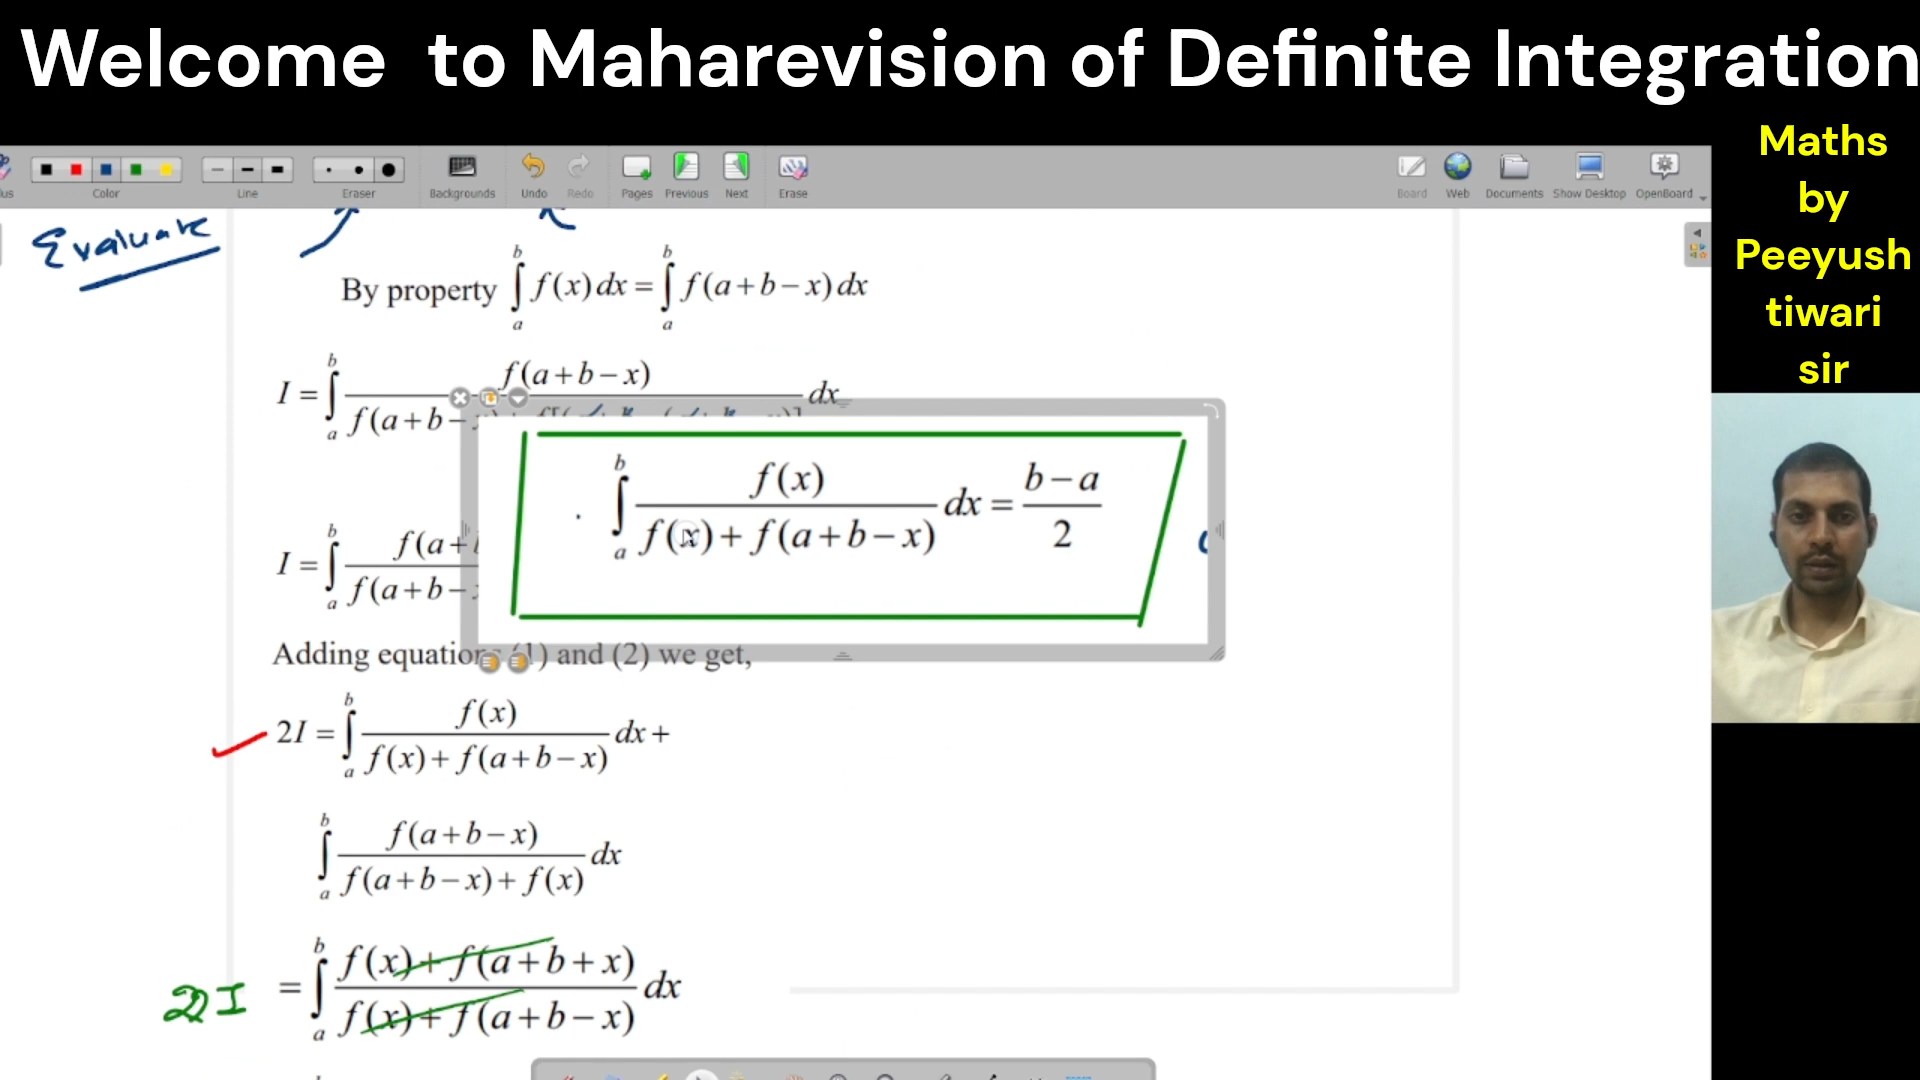 Welcome to Maharevision of Definite Integration
Maths
by
Peeyush
tiwari
sir
Color
Line
Eraser
Backgrounds
Undo
Redo
Pages
Previous
Next
Erase
Board
Web
Documents
Show Desktop
OpenBoard
Evaluate
By property ∫_a^b f(x)dx = ∫_a^b f(a+b−x)dx
I = ∫_a^b f(a+b−x)
f(a+b− dx
∫_a^b f(x)/(f(x)+f(a+b−x)) dx = (b−a)/2
I = ∫_a^b f(a+
f(a+b−
Adding equation (1) and (2) we get,
2I = ∫_a^b f(x)/(f(x)+f(a+b−x)) dx +
∫_a^b f(a+b−x)/(f(a+b−x)+f(x)) dx
2I = ∫_a^b (f(x)+f(a+b+x))/(f(x)+f(a+b−x)) dx